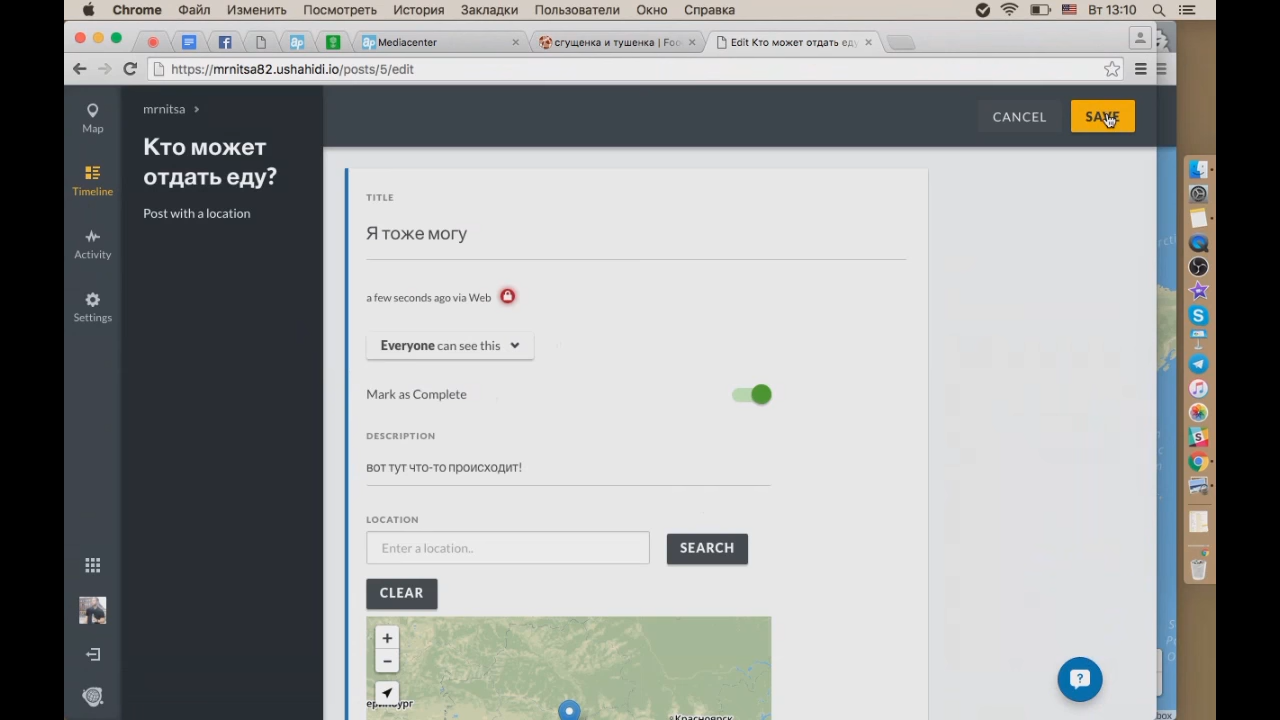 Chrome Файл Изменить Посмотреть История Закладки Пользователи Окно Справка Вт 13:10
Mediacenter сгущенка и тушенка | Edit Кто может отдать
https://mrnitsa82.ushahidi.io/posts/5/edit
mrnitsa
CANCEL
SAVE
Map
Кто может
отдать еду?
Timeline
Post with a location
TITLE
Я тоже могу
Activity
a few seconds ago via Web
Settings
Everyone can see this
Mark as Complete
DESCRIPTION
вот тут что-то происходит!
LOCATION
Enter a location..
SEARCH
CLEAR
+
−
Красноярск